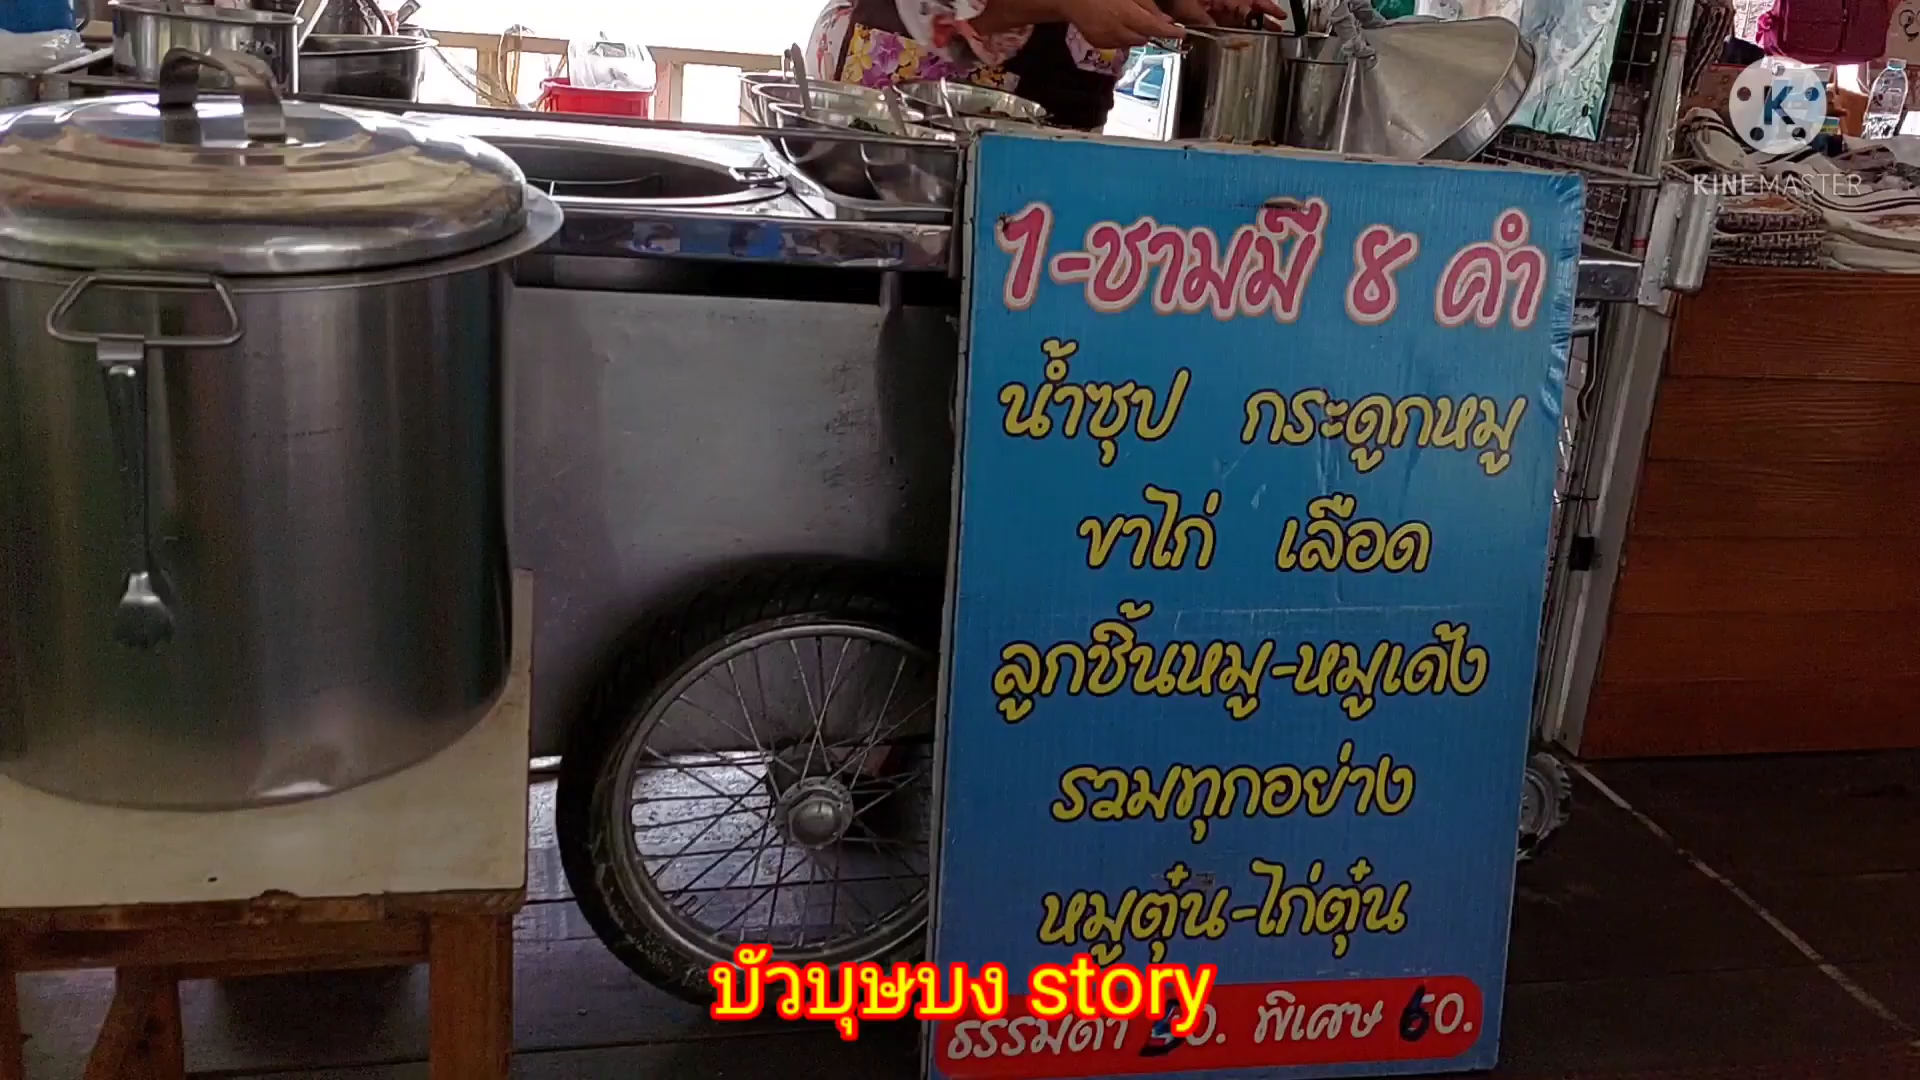 K
KINEMASTER
1-ชามมี 8 คำ
น้ำซุป กระดูกหมู
ขาไก่ เลือด
ลูกชิ้นหมู-หมูเด้ง
รวมทุกอย่าง
หมูตุ๋น-ไก่ตุ๋น
บัวบุษบง story
ธรรมดา พิเศษ 60.